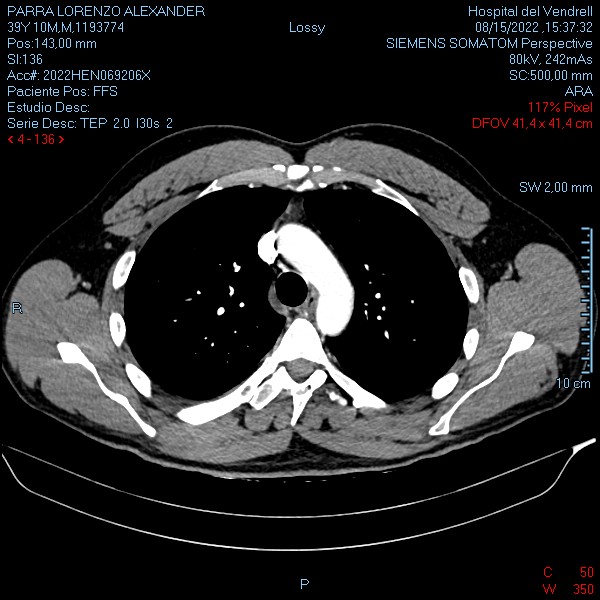 PARRA LORENZO ALEXANDER
39Y 10M,M,1193774
Pos:143,00 mm
SI:136
Acc#: 2022HEN069206X
Paciente Pos: FFS
Estudio Desc:
Serie Desc: TEP 2.0 I30s 2
< 4 - 136 >
Lossy
Hospital del Vendrell
08/15/2022 ,15:37:32
SIEMENS SOMATOM Perspective
80kV, 242mAs
SC:500,00 mm
ARA
117% Pixel
DFOV 41,4 x 41,4 cm
SW 2,00 mm
R
10 cm
P
C 50
W 350